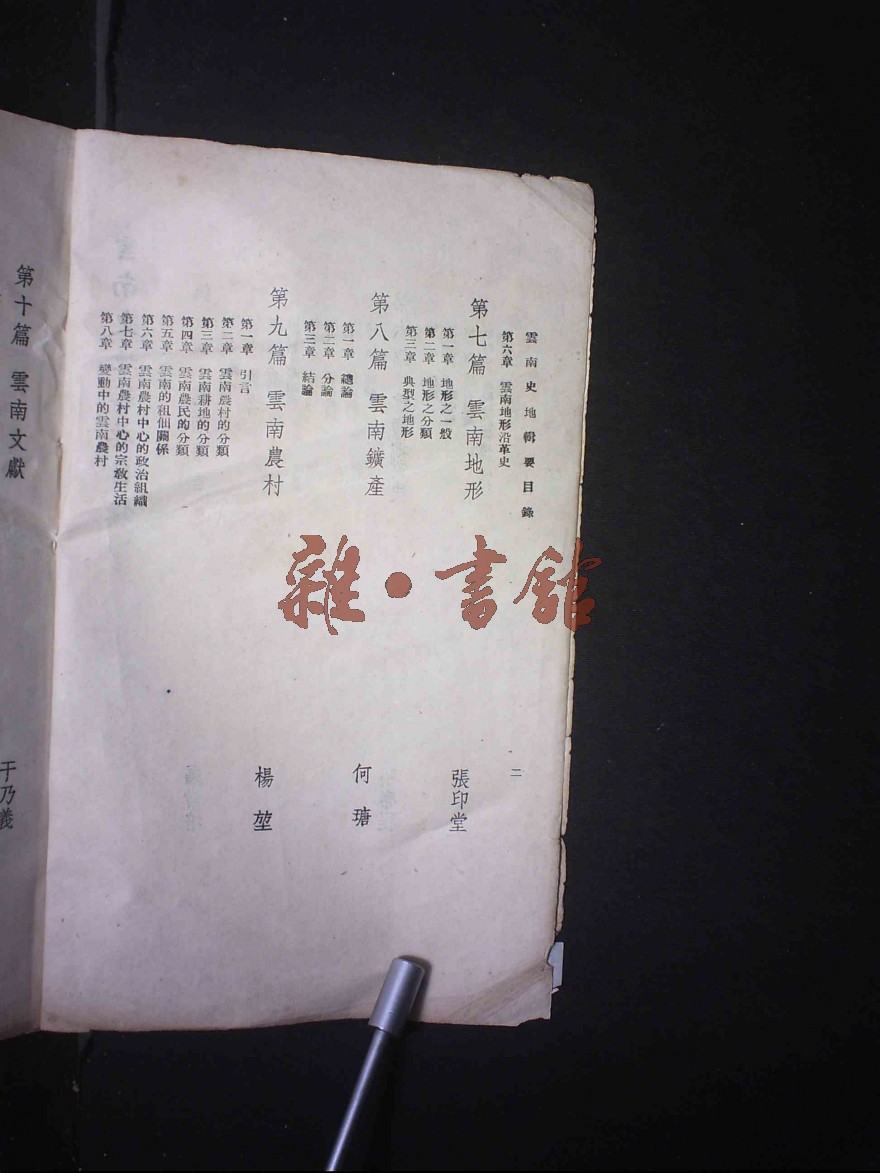 雲南史地輯要目錄
二
第六章 雲南地形沿革史
第七篇 雲南地形
張印堂
第一章 地形之一般
第二章 地形之分類
第三章 典型之地形
第八篇 雲南鑛產
何瑭
第一章 總論
第二章 分論
第三章 結論
第九篇 雲南農村
楊堃
第一章 引言
第二章 雲南農村的分類
第三章 雲南耕地的分類
第四章 雲南農民的分類
第五章 雲南的租佃關係
第六章 雲南農村中心的政治組織
第七章 雲南農村中心的宗教生活
第八章 變動中的雲南農村
第十篇 雲南文獻
于乃義
雜·書館